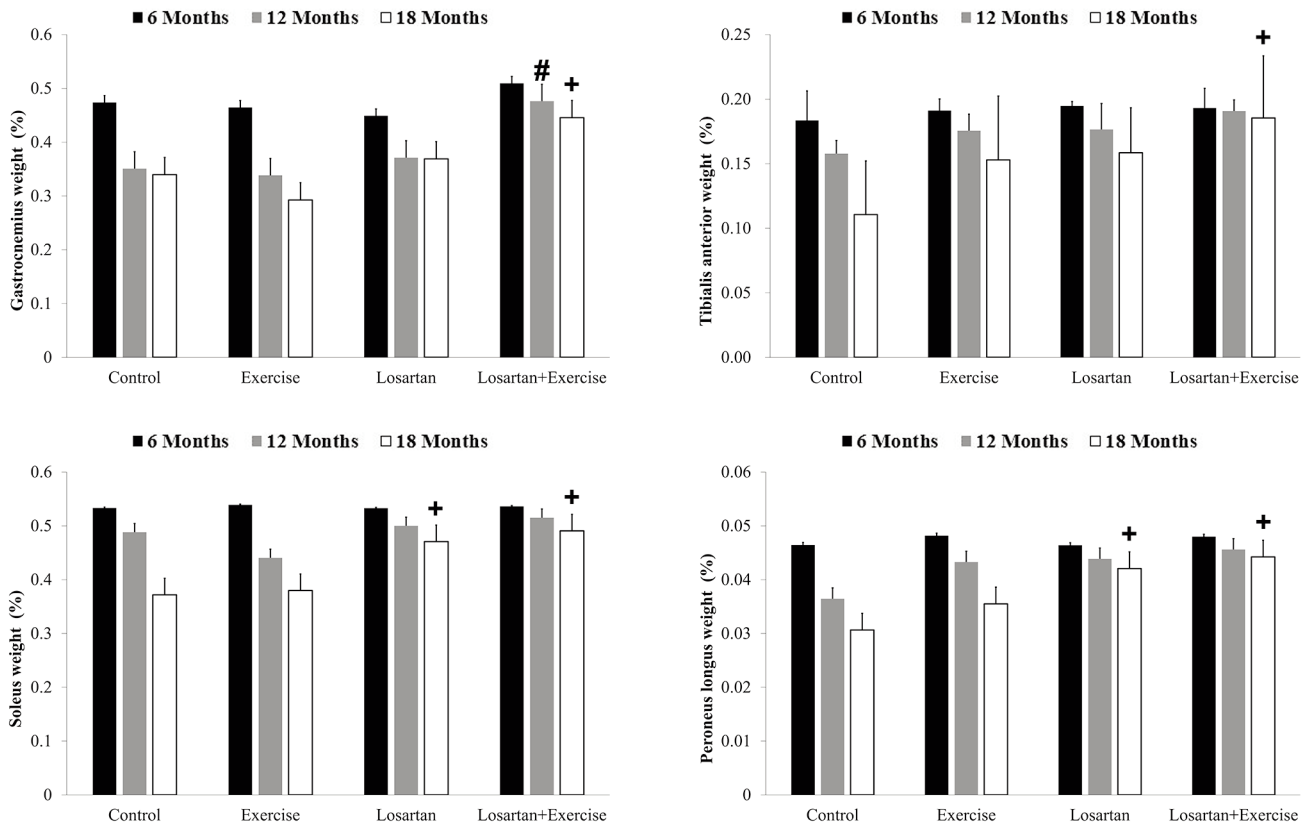 6 Months 12 Months 18 Months
Gastrocnemius weight (%)
0.6
0.5
0.4
0.3
0.2
0.1
0
# +
Control Exercise Losartan Losartan+Exercise
6 Months 12 Months 18 Months
Tibialis anterior weight (%)
0.25
0.20
0.15
0.10
0.05
0.00
+
Control Exercise Losartan Losartan+Exercise
6 Months 12 Months 18 Months
Soleus weight (%)
0.6
0.5
0.4
0.3
0.2
0.1
0
+ +
Control Exercise Losartan Losartan+Exercise
6 Months 12 Months 18 Months
Peroneus longus weight (%)
0.06
0.05
0.04
0.03
0.02
0.01
0
+ +
Control Exercise Losartan Losartan+Exercise